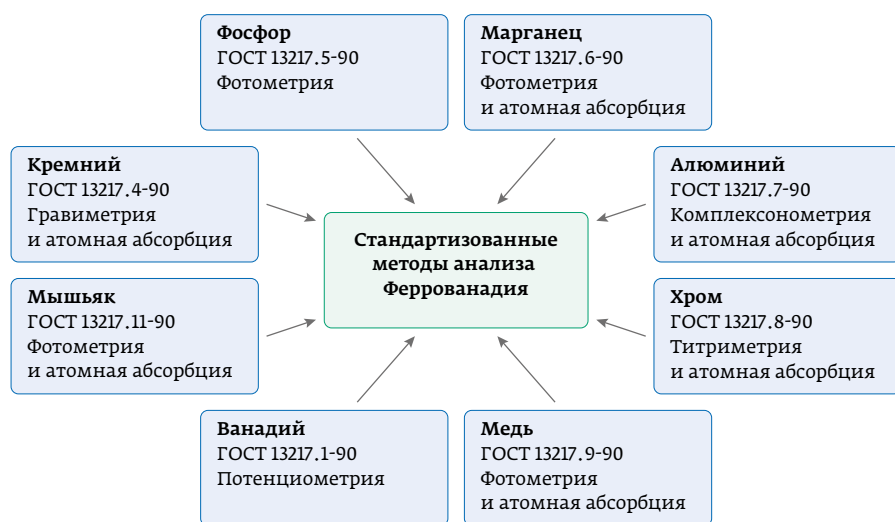 Фосфор
ГОСТ 13217.5-90
Фотометрия
Марганец
ГОСТ 13217.6-90
Фотометрия
и атомная абсорбция
Кремний
ГОСТ 13217.4-90
Гравиметрия
и атомная абсорбция
Алюминий
ГОСТ 13217.7-90
Комплексонометрия
и атомная абсорбция
Стандартизованные
методы анализа
Феррованадия
Мышьяк
ГОСТ 13217.11-90
Фотометрия
и атомная абсорбция
Хром
ГОСТ 13217.8-90
Титриметрия
и атомная абсорбция
Ванадий
ГОСТ 13217.1-90
Потенциометрия
Медь
ГОСТ 13217.9-90
Фотометрия
и атомная абсорбция